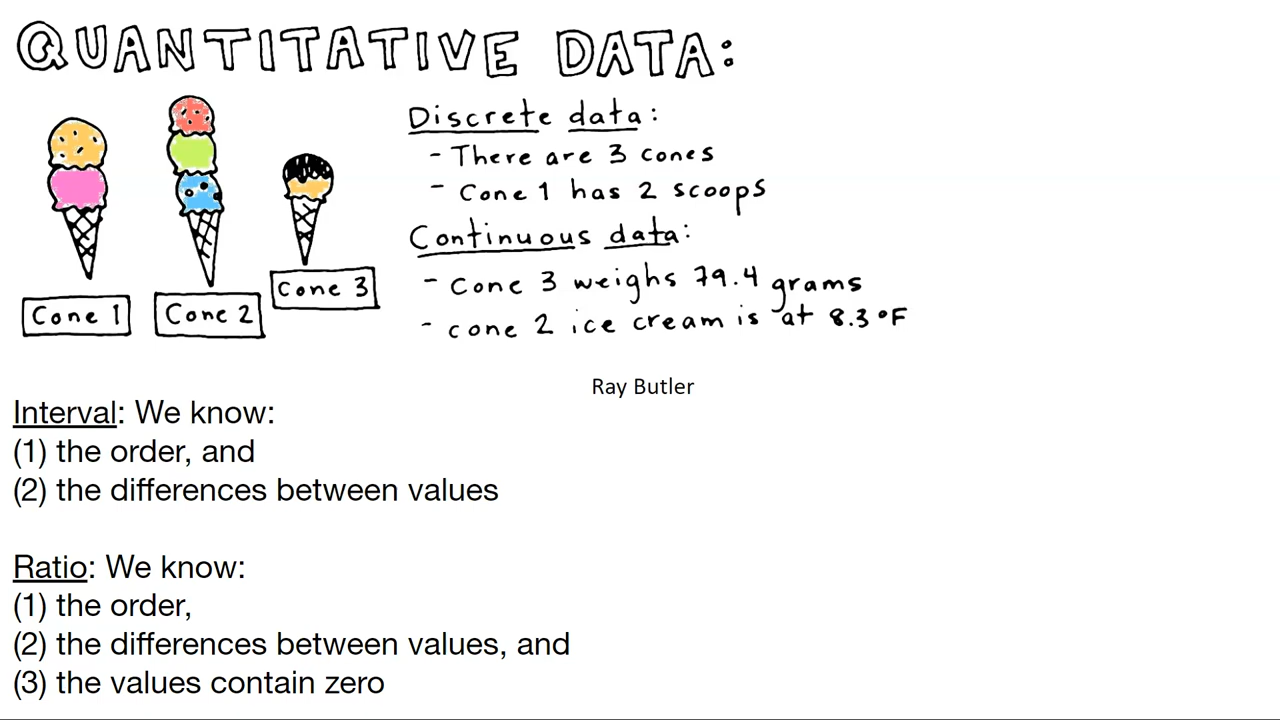 QUANTITATIVE DATA:
Discrete data:
- There are 3 cones
- Cone 1 has 2 scoops
Continuous data:
- Cone 3 weighs 79.4 grams
- cone 2 ice cream is at 8.3°F
Cone 1
Cone 2
Cone 3
Ray Butler
Interval: We know:
(1) the order, and
(2) the differences between values
Ratio: We know:
(1) the order,
(2) the differences between values, and
(3) the values contain zero